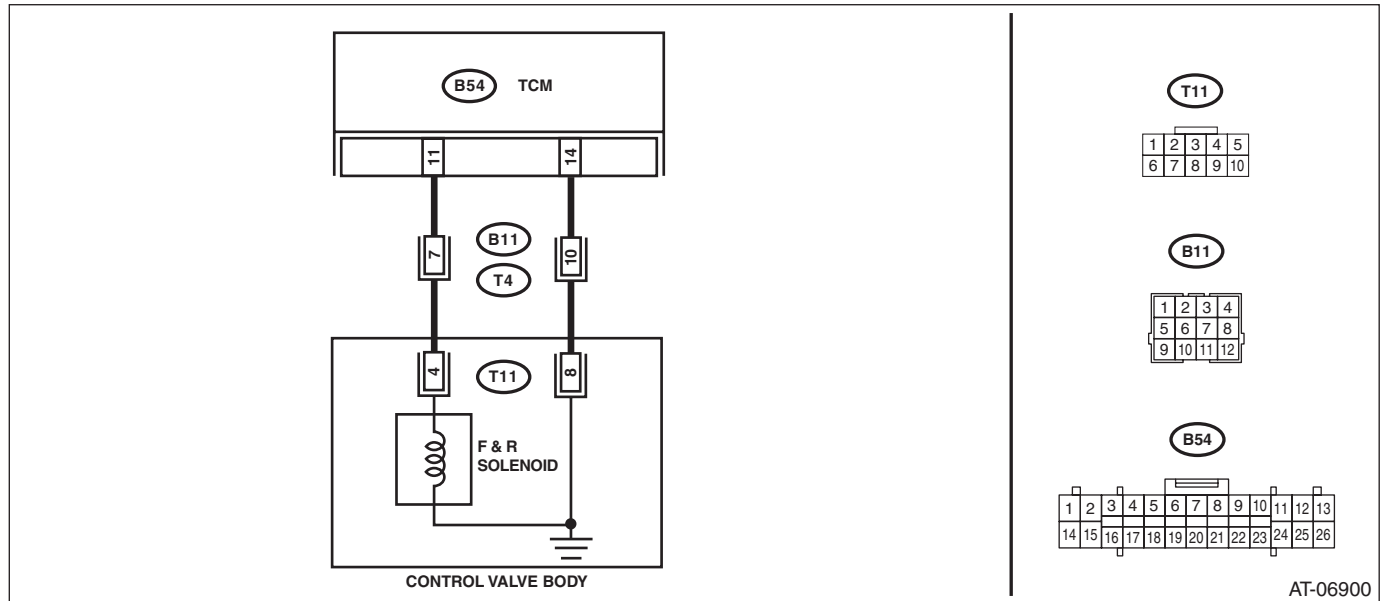 B54 TCM
11 14
7 B11 10
T4
4 T11 8
F & R
SOLENOID
CONTROL VALVE BODY
T11
1 2 3 4 5
6 7 8 9 10
B11
1 2 3 4
5 6 7 8
9 10 11 12
B54
1 2 3 4 5 6 7 8 9 10 11 12 13
14 15 16 17 18 19 20 21 22 23 24 25 26
AT-06900